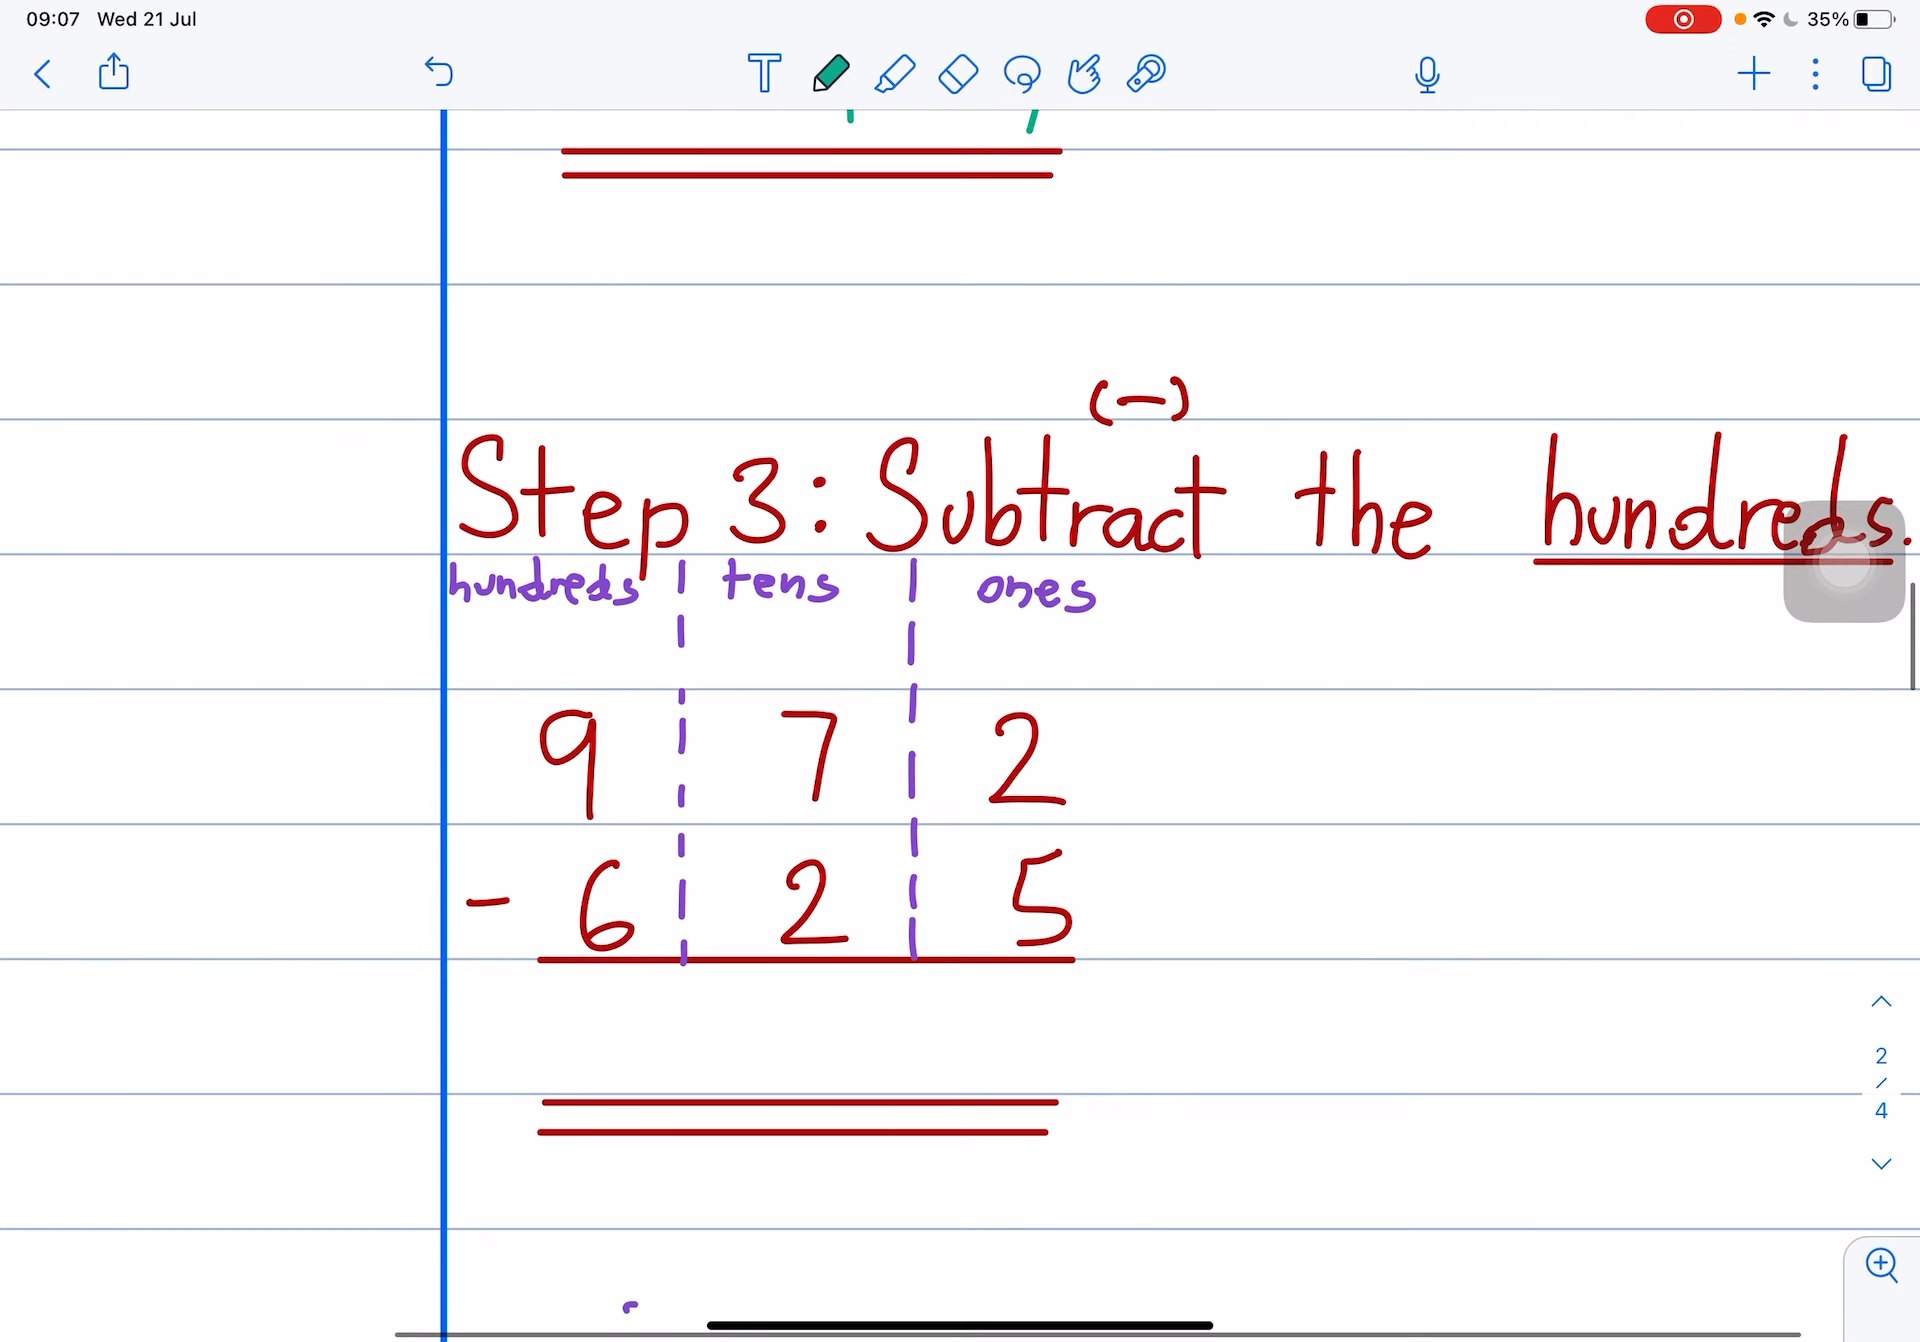 09:07 Wed 21 Jul 35%
T
(-)
Step 3: Subtract the hundreds.
hundreds tens ones
9 7 2
- 6 2 5
2
/
4